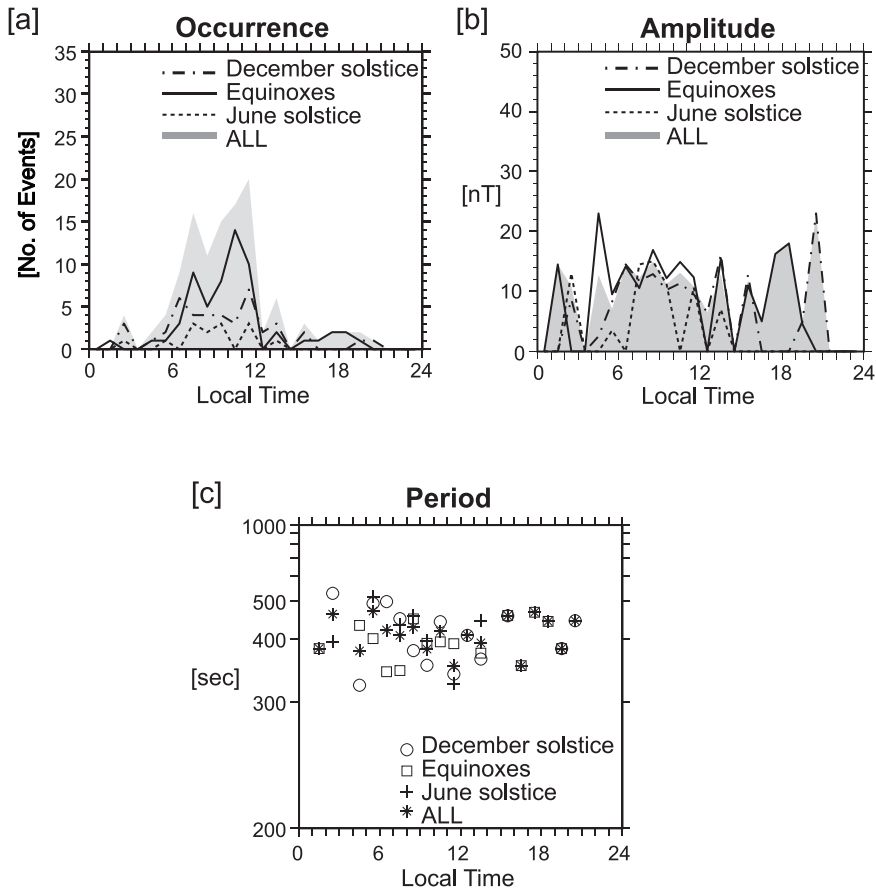 [a]
Occurrence
35
30
25
20
15
10
5
0
[No. of Events]
December solstice
Equinoxes
June solstice
ALL
0 6 12 18 24
Local Time
[b]
Amplitude
50
40
30
20
10
0
[nT]
December solstice
Equinoxes
June solstice
ALL
0 6 12 18 24
Local Time
[c]
Period
1000
500
400
300
200
[sec]
December solstice
Equinoxes
June solstice
ALL
0 6 12 18 24
Local Time